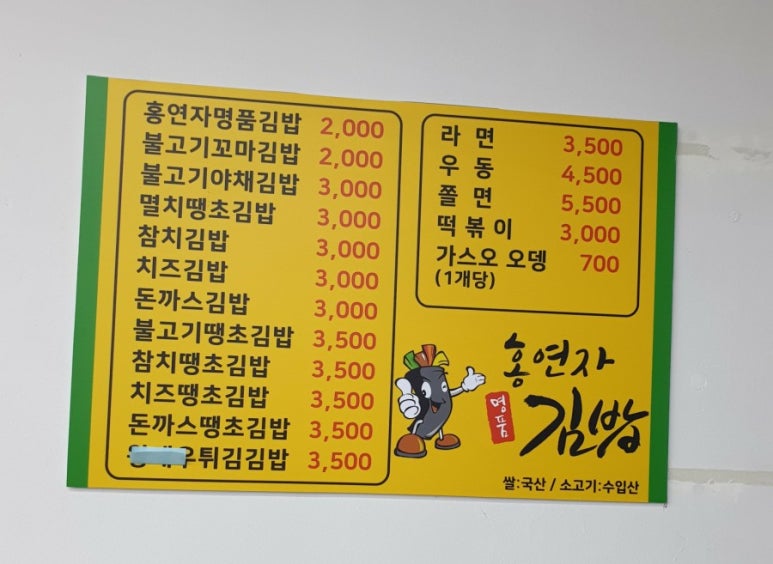 홍연자명품김밥 2,000
불고기꼬마김밥 2,000
불고기야채김밥 3,000
멸치땡초김밥 3,000
참치김밥 3,000
치즈김밥 3,000
돈까스김밥 3,000
불고기땡초김밥 3,500
참치땡초김밥 3,500
치즈땡초김밥 3,500
돈까스땡초김밥 3,500
튀김김밥 3,500
라면 3,500
우동 4,500
쫄면 5,500
떡볶이 3,000
가스오 오뎅 700
(1개당)
홍연자
명품
김밥
쌀:국산 / 소고기:수입산